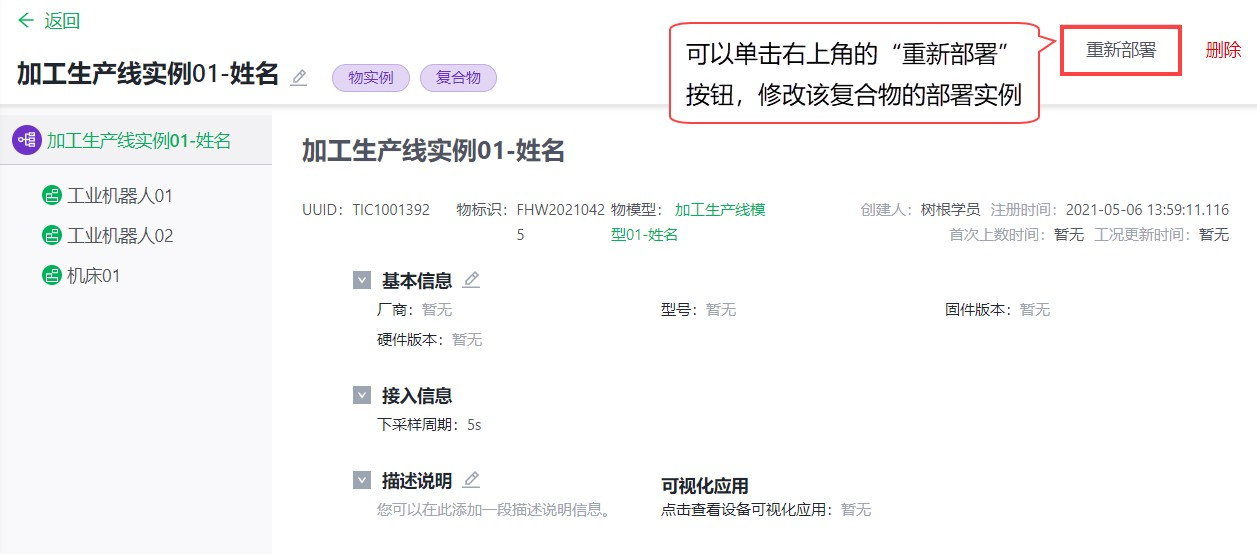 返回
加工生产线实例01-姓名 物实例 复合物
可以单击右上角的“重新部署”
按钮，修改该复合物的部署实例
重新部署 删除
加工生产线实例01-姓名
工业机器人01
工业机器人02
机床01
加工生产线实例01-姓名
UUID: TIC1001392 物标识: FHW2021042 物模型: 加工生产线模 创建人: 树根学员 注册时间: 2021-05-06 13:59:11.116
5 型01-姓名 首次上数时间: 暂无 工况更新时间: 暂无
基本信息
厂商: 暂无 型号: 暂无 固件版本: 暂无
硬件版本: 暂无
接入信息
下采样周期: 5s
描述说明
您可以在此添加一段描述说明信息。
可视化应用
点击查看设备可视化应用: 暂无